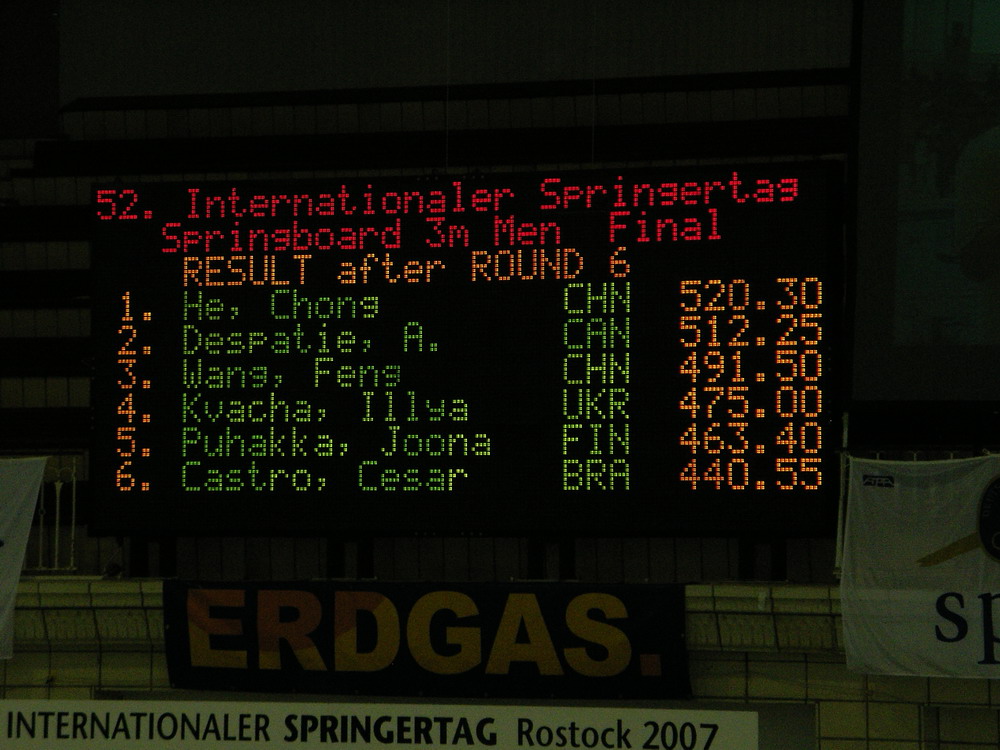 52. Internationaler Springertag
Springboard 3m Men Final
RESULT after ROUND 6
1. He, Chong CHN 520.30
2. Despatie, A. CAN 512.25
3. Wang, Feng CHN 491.50
4. Kvacha, Illya UKR 475.00
5. Puhakka, Joona FIN 463.40
6. Castro, Cesar BRA 440.55
ERDGAS.
sp
INTERNATIONALER SPRINGERTAG Rostock 2007